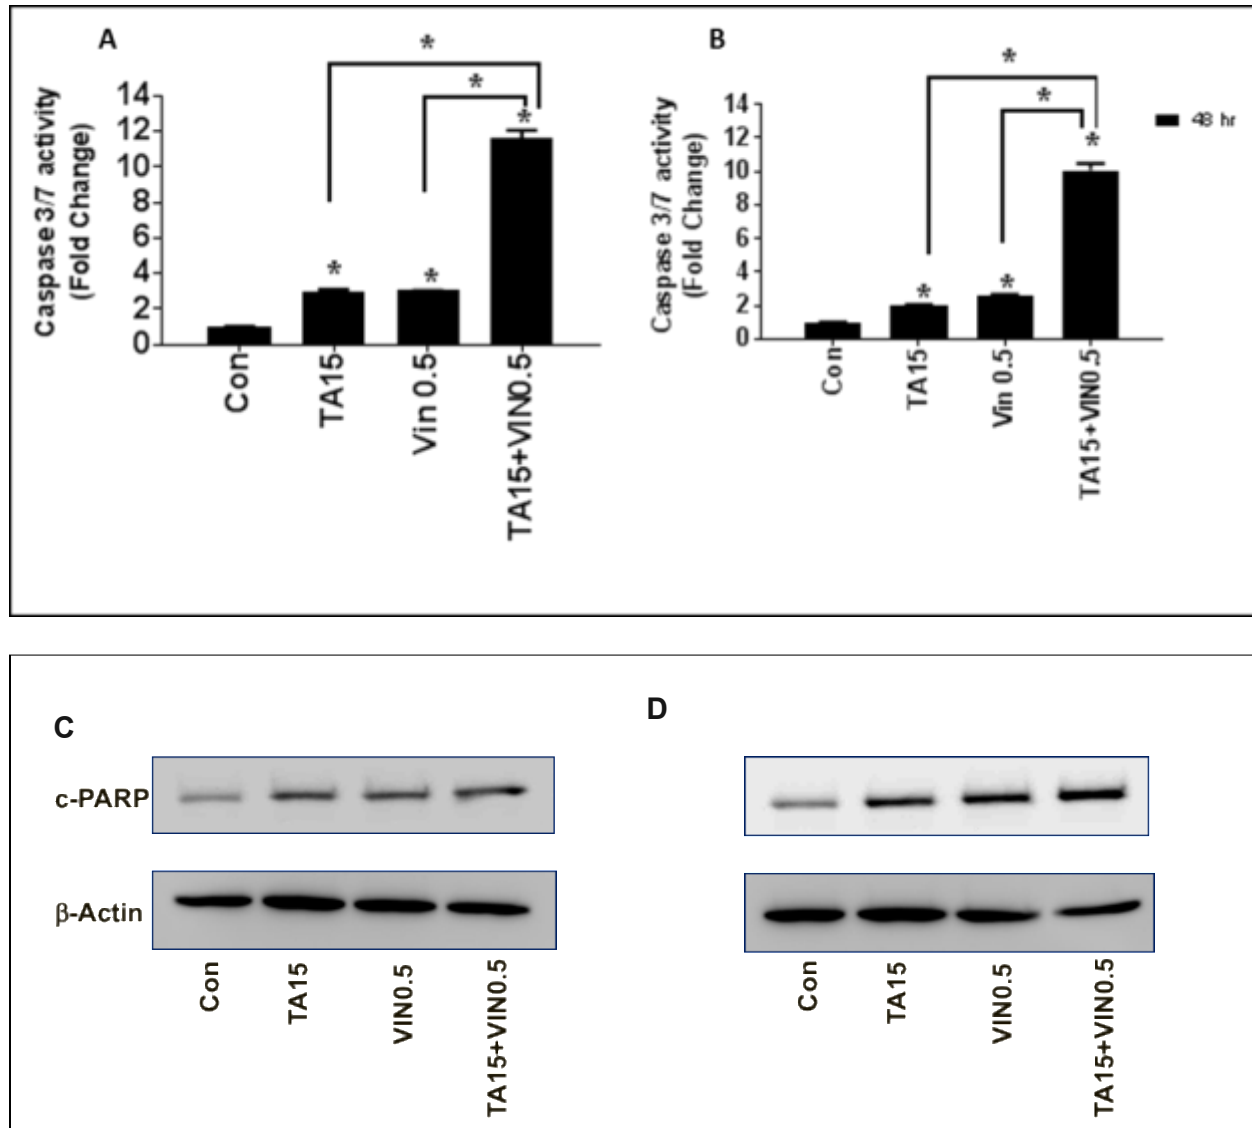 A
*
*
*
*
*
Caspase 3/7 activity
(Fold Change)
14
12
10
8
6
4
2
0
Con
TA15
Vin 0.5
TA15+VIN0.5
B
*
*
*
*
*
48 hr
Caspase 3/7 activity
(Fold Change)
14
12
10
8
6
4
2
0
Con
TA15
Vin 0.5
TA15+VIN0.5
C
c-PARP
β-Actin
Con
TA15
VIN0.5
TA15+VIN0.5
D
Con
TA15
VIN0.5
TA15+VIN0.5